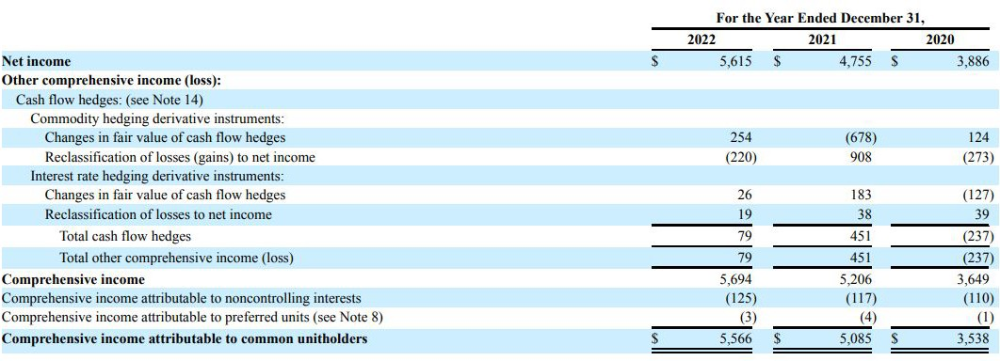 For the Year Ended December 31,
2022 2021 2020
Net income $ 5,615 $ 4,755 $ 3,886
Other comprehensive income (loss):
Cash flow hedges: (see Note 14)
Commodity hedging derivative instruments:
Changes in fair value of cash flow hedges 254 (678) 124
Reclassification of losses (gains) to net income (220) 908 (273)
Interest rate hedging derivative instruments:
Changes in fair value of cash flow hedges 26 183 (127)
Reclassification of losses to net income 19 38 39
Total cash flow hedges 79 451 (237)
Total other comprehensive income (loss) 79 451 (237)
Comprehensive income 5,694 5,206 3,649
Comprehensive income attributable to noncontrolling interests (125) (117) (110)
Comprehensive income attributable to preferred units (see Note 8) (3) (4) (1)
Comprehensive income attributable to common unitholders $ 5,566 $ 5,085 $ 3,538